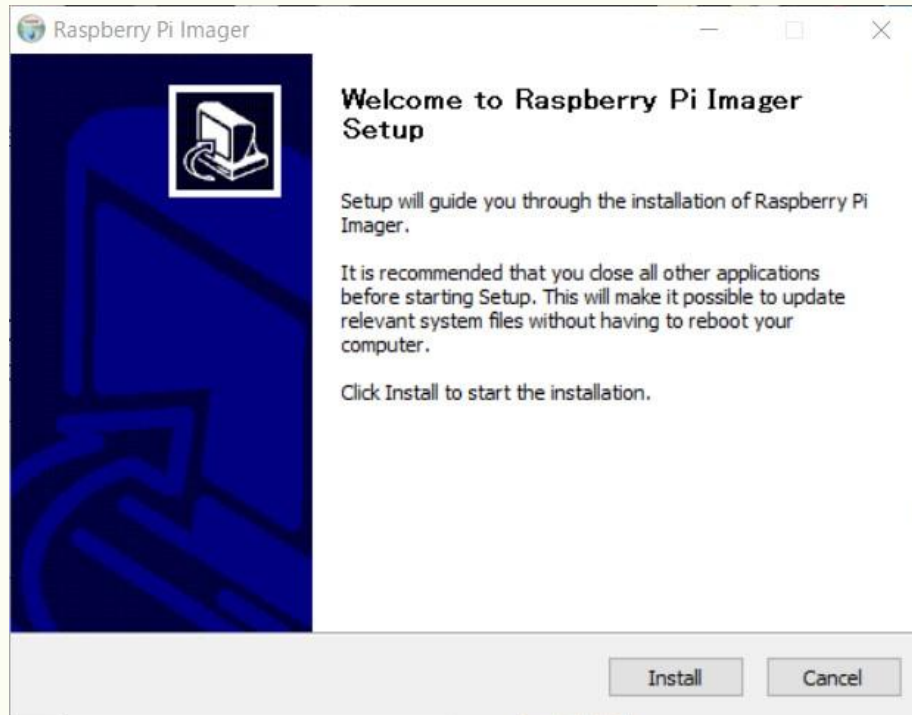 Raspberry Pi Imager
Welcome to Raspberry Pi Imager
Setup
Setup will guide you through the installation of Raspberry Pi
Imager.
It is recommended that you close all other applications
before starting Setup. This will make it possible to update
relevant system files without having to reboot your
computer.
Click Install to start the installation.
Install
Cancel